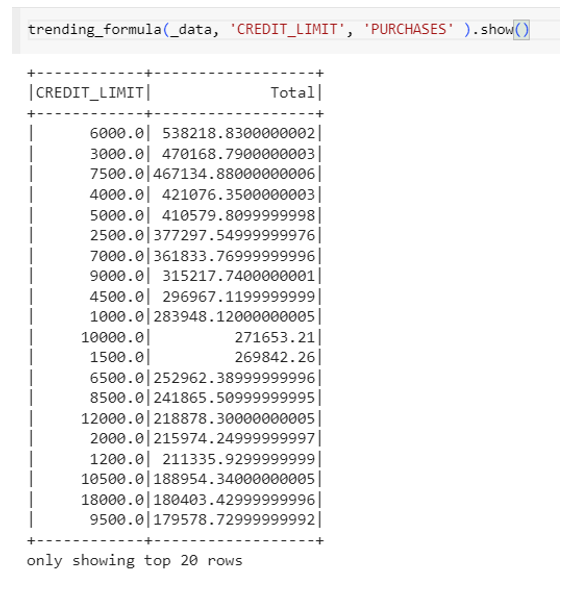 trending_formula(_data, 'CREDIT_LIMIT', 'PURCHASES' ).show()
+------------+------------------+
|CREDIT_LIMIT|             Total|
+------------+------------------+
|      6000.0| 538218.8300000002|
|      3000.0| 470168.7900000003|
|      7500.0|467134.88000000006|
|      4000.0| 421076.3500000003|
|      5000.0| 410579.8099999998|
|      2500.0|377297.54999999976|
|      7000.0|361833.76999999996|
|      9000.0| 315217.7400000001|
|      4500.0| 296967.1199999999|
|      1000.0|283948.12000000005|
|     10000.0|         271653.21|
|      1500.0|         269842.26|
|      6500.0|252962.38999999996|
|      8500.0|241865.50999999995|
|     12000.0|218878.30000000005|
|      2000.0|215974.24999999997|
|      1200.0| 211335.9299999999|
|     10500.0|188954.34000000005|
|     18000.0|180403.42999999996|
|      9500.0|179578.72999999992|
+------------+------------------+
only showing top 20 rows